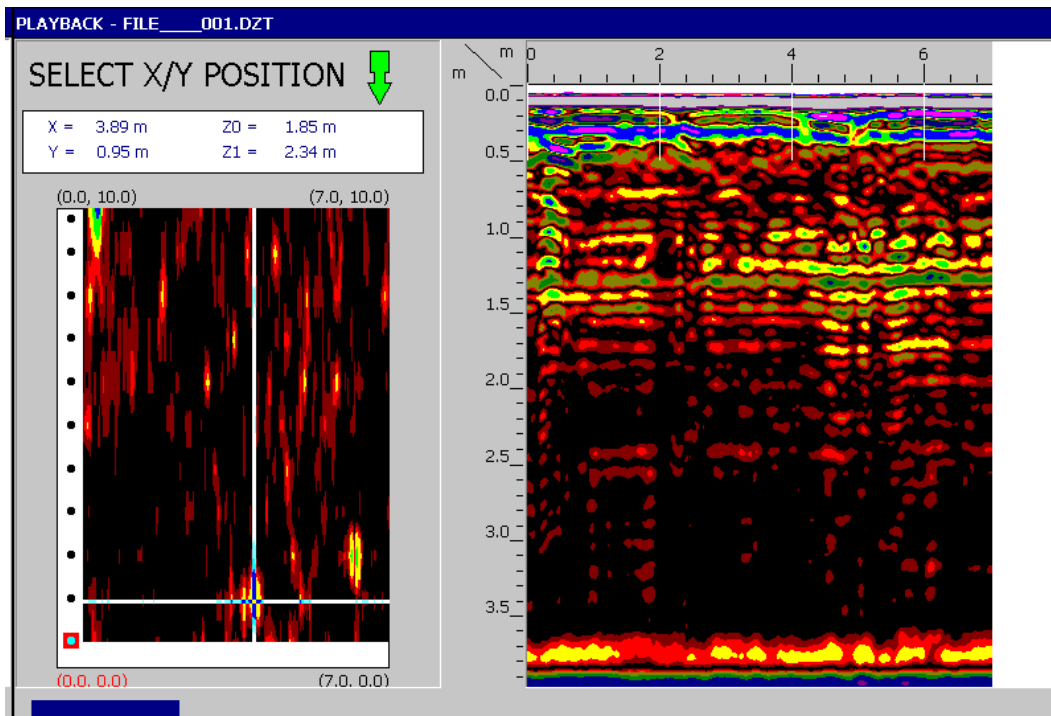 PLAYBACK - FILE____001.DZT
SELECT X/Y POSITION
X = 3.89 m Z0 = 1.85 m
Y = 0.95 m Z1 = 2.34 m
(0.0, 10.0) (7.0, 10.0)
(0.0, 0.0) (7.0, 0.0)
m 0 2 4 6
m
0.0
0.5
1.0
1.5
2.0
2.5
3.0
3.5